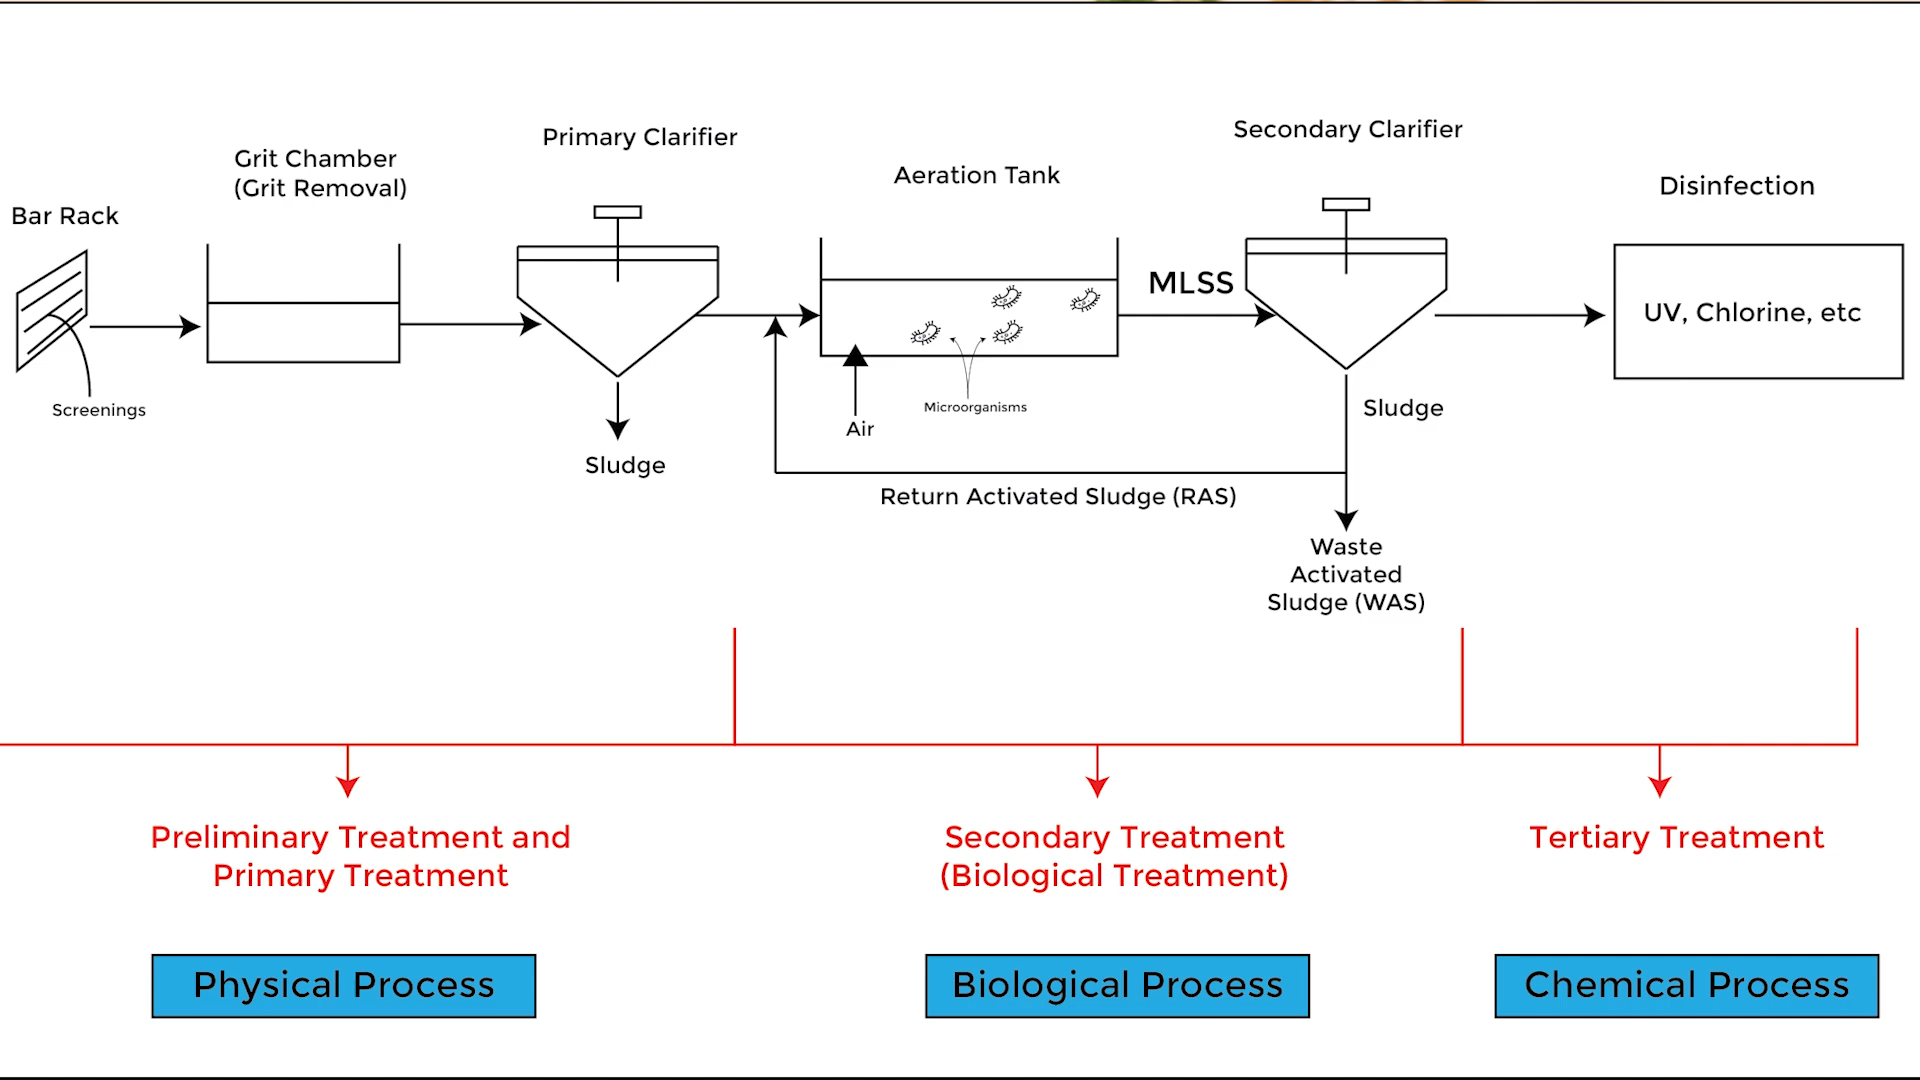 Bar Rack
Screenings
Grit Chamber
(Grit Removal)
Primary Clarifier
Sludge
Aeration Tank
Air
Microorganisms
MLSS
Return Activated Sludge (RAS)
Secondary Clarifier
Sludge
Waste
Activated
Sludge (WAS)
Disinfection
UV, Chlorine, etc
Preliminary Treatment and
Primary Treatment
Secondary Treatment
(Biological Treatment)
Tertiary Treatment
Physical Process
Biological Process
Chemical Process